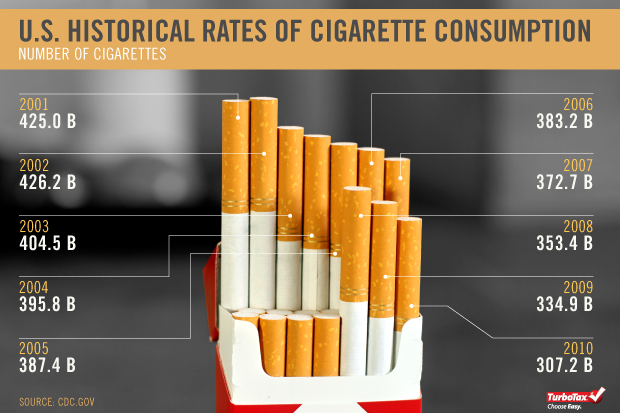 U.S. HISTORICAL RATES OF CIGARETTE CONSUMPTION
NUMBER OF CIGARETTES
2001
425.0 B
2002
426.2 B
2003
404.5 B
2004
395.8 B
2005
387.4 B
2006
383.2 B
2007
372.7 B
2008
353.4 B
2009
334.9 B
2010
307.2 B
SOURCE: CDC.GOV
TurboTax
Choose Easy.